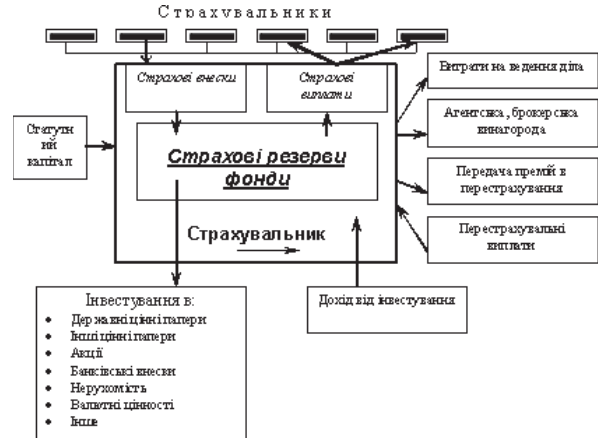 Страхувальники
Страхові внески
Страхові
виплати
Витрати на ведення діла
Статутн
ий
капітал
Агентська, брокерська
винагорода
Страхові резерви
фонди
Передача премій в
перестрахування
Страхувальник
Перестрахувальні
виплати
Інвестування в:
• Державні цінні папери
• Інші цінні папери
• Акції
• Банківські внески
• Нерухомість
• Валютні цінності
• Інше
Дохід від інвестування